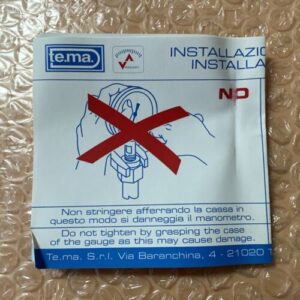 te.ma.
INSTALLAZIO
INSTALLA
NO
Non stringere afferrando la cassa in
questo modo si danneggia il manometro.
Do not tighten by grasping the case
of the gauge as this may cause damage.
Te.ma. S.r.l. Via Baranchina, 4 - 21020 T